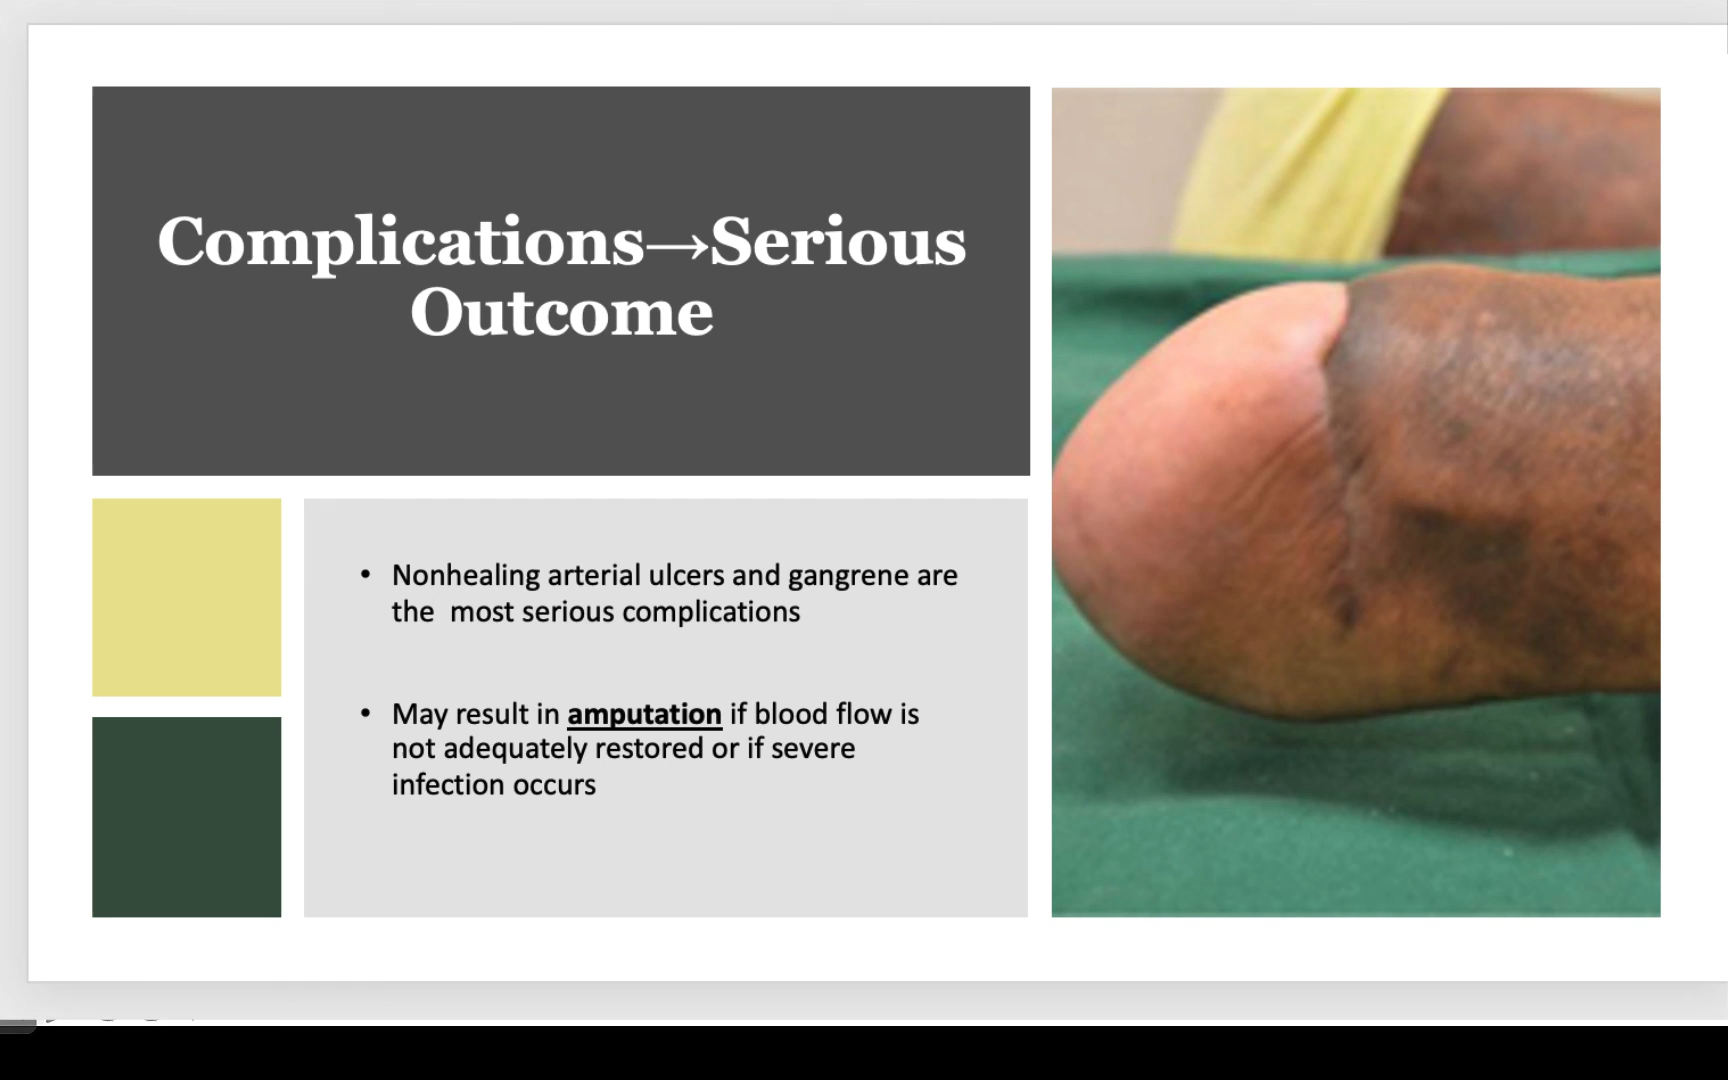 Complications→Serious
Outcome
• Nonhealing arterial ulcers and gangrene are
the  most serious complications
• May result in amputation if blood flow is
not adequately restored or if severe
infection occurs